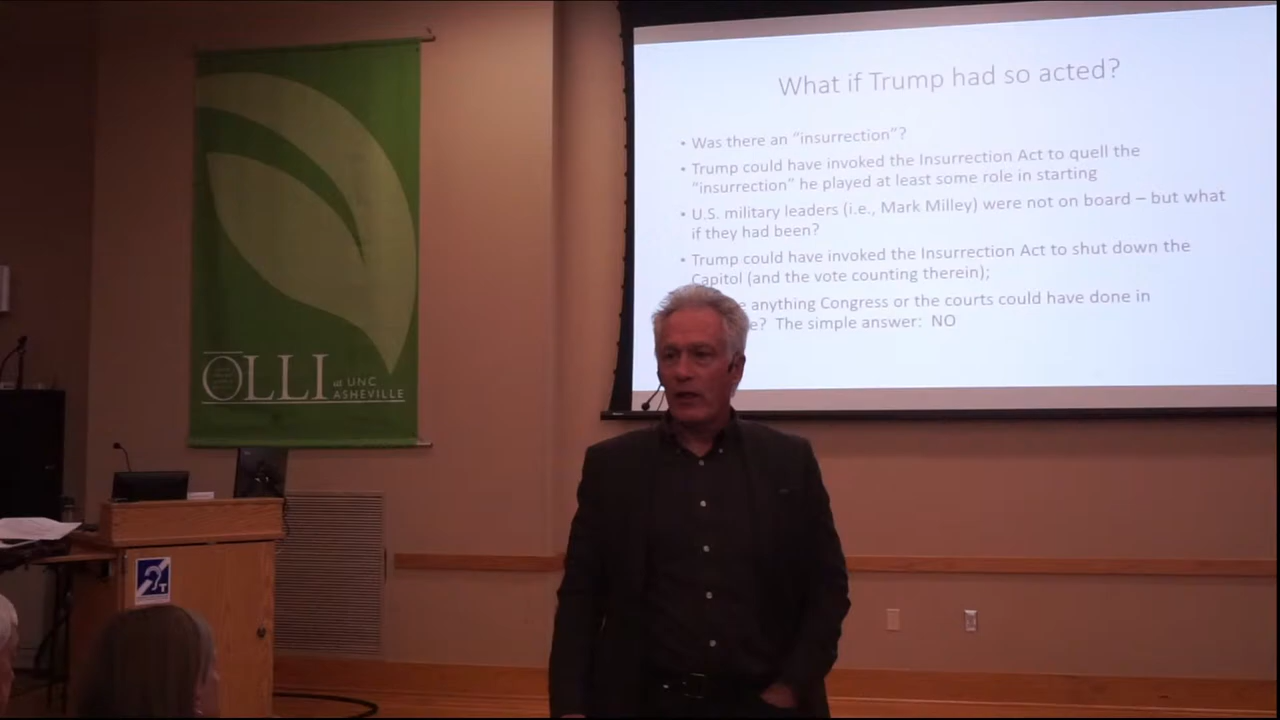 What if Trump had so acted?
• Was there an “insurrection”?
• Trump could have invoked the Insurrection Act to quell the
“insurrection” he played at least some role in starting
• U.S. military leaders (i.e., Mark Milley) were not on board – but what
if they had been?
• Trump could have invoked the Insurrection Act to shut down the
Capitol (and the vote counting therein);
anything Congress or the courts could have done in
The simple answer: NO
OLLI at UNC
ASHEVILLE
T